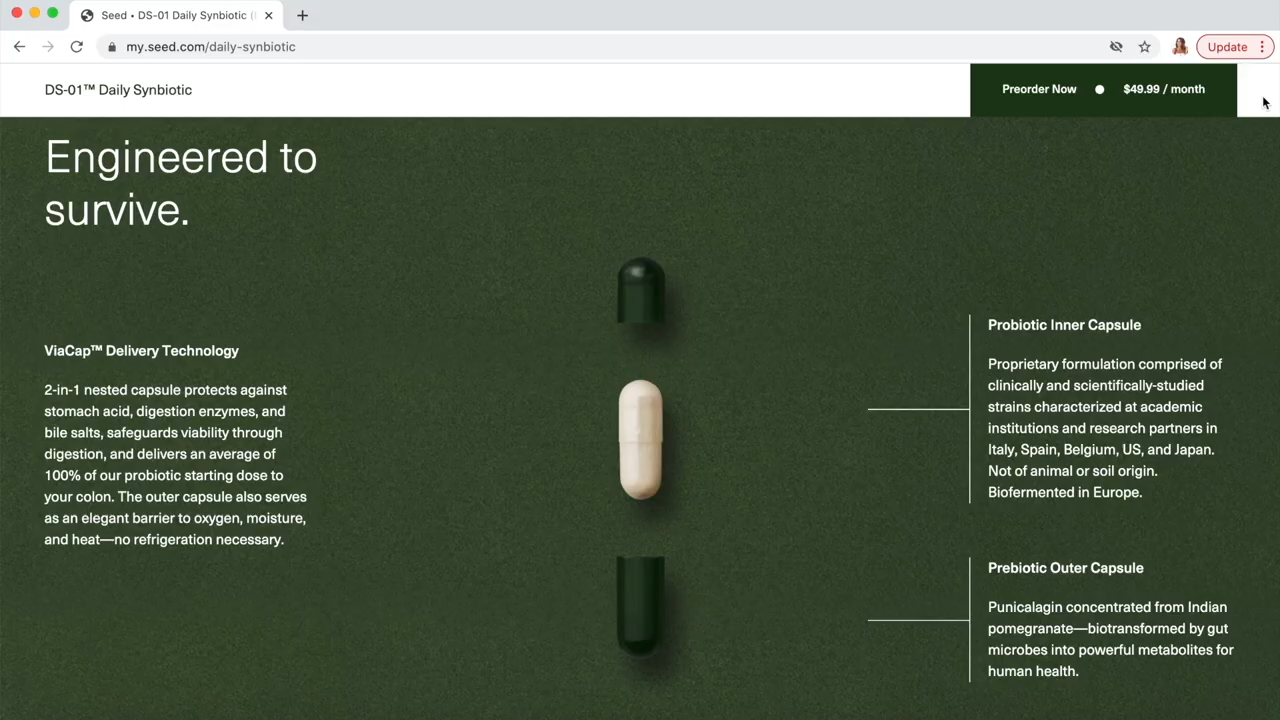 Seed • DS-01 Daily Synbiotic (
my.seed.com/daily-synbiotic
Update
DS-01™ Daily Synbiotic
Preorder Now
$49.99 / month
Engineered to
survive.
ViaCap™ Delivery Technology
2-in-1 nested capsule protects against
stomach acid, digestion enzymes, and
bile salts, safeguards viability through
digestion, and delivers an average of
100% of our probiotic starting dose to
your colon. The outer capsule also serves
as an elegant barrier to oxygen, moisture,
and heat—no refrigeration necessary.
Probiotic Inner Capsule
Proprietary formulation comprised of
clinically and scientifically-studied
strains characterized at academic
institutions and research partners in
Italy, Spain, Belgium, US, and Japan.
Not of animal or soil origin.
Biofermented in Europe.
Prebiotic Outer Capsule
Punicalagin concentrated from Indian
pomegranate—biotransformed by gut
microbes into powerful metabolites for
human health.